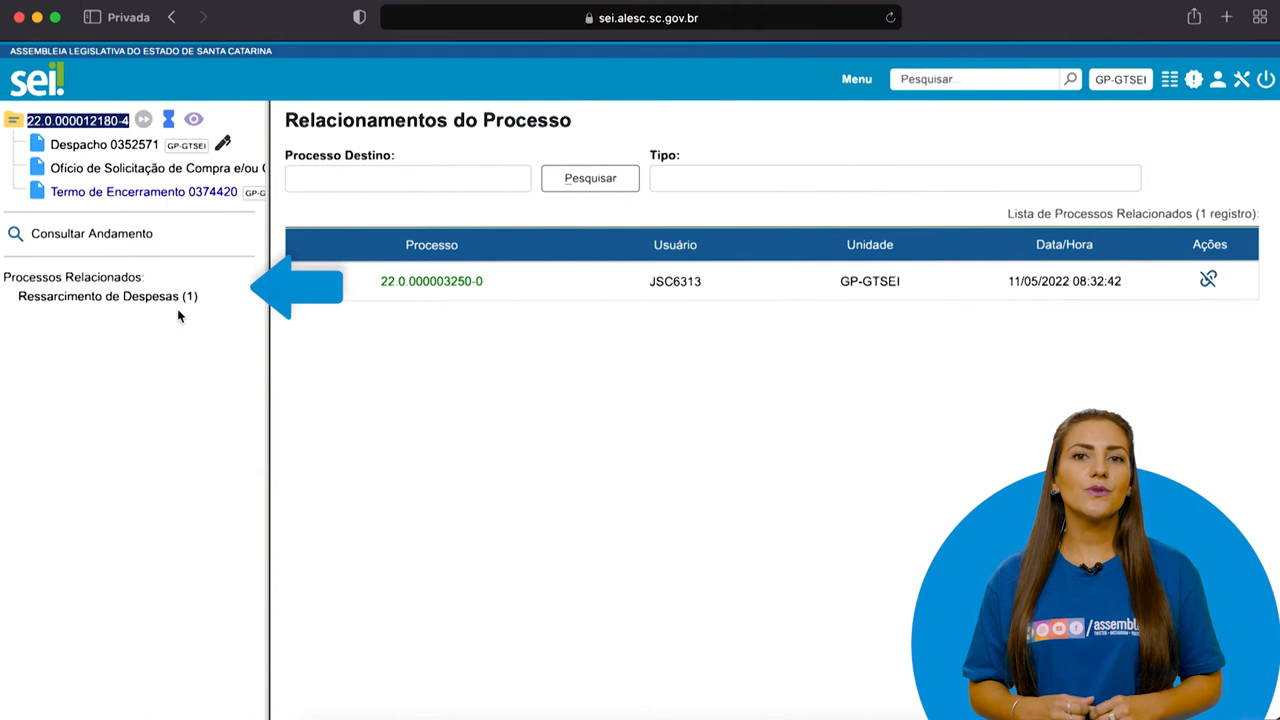 Privada
sei.alesc.sc.gov.br
ASSEMBLEIA LEGISLATIVA DO ESTADO DE SANTA CATARINA
sei!
Menu
Pesquisar...
GP-GTSEI
22.0.000012180-4
Despacho 0352571 GP-GTSEI
Ofício de Solicitação de Compra e/ou
Termo de Encerramento 0374420 GP-G
Consultar Andamento
Processos Relacionados:
Ressarcimento de Despesas (1)
Relacionamentos do Processo
Processo Destino:
Tipo:
Pesquisar
Lista de Processos Relacionados (1 registro):
Processo Usuário Unidade Data/Hora Ações
22.0.000003250-0 JSC6313 GP-GTSEI 11/05/2022 08:32:42
/assembl